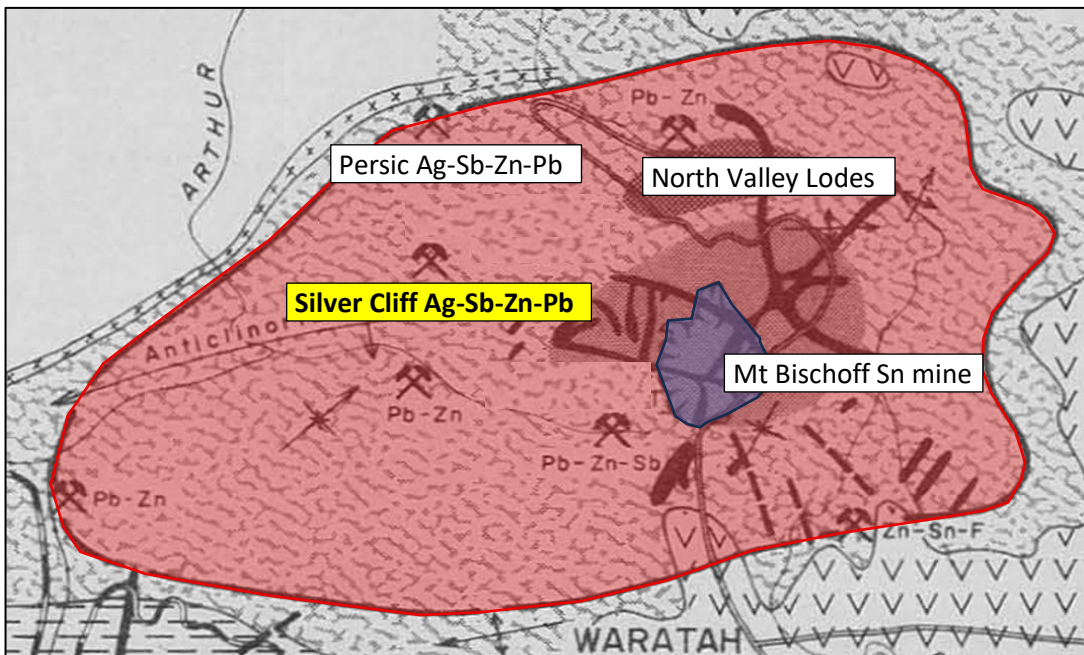 ARTHUR
Pb-Zn
Persic Ag-Sb-Zn-Pb
North Valley Lodes
Silver Cliff Ag-Sb-Zn-Pb
Anticlinor
Mt Bischoff Sn mine
Pb-Zn
Pb-Zn-Sb
Pb-Zn
Zn-Sn-F
WARATAH